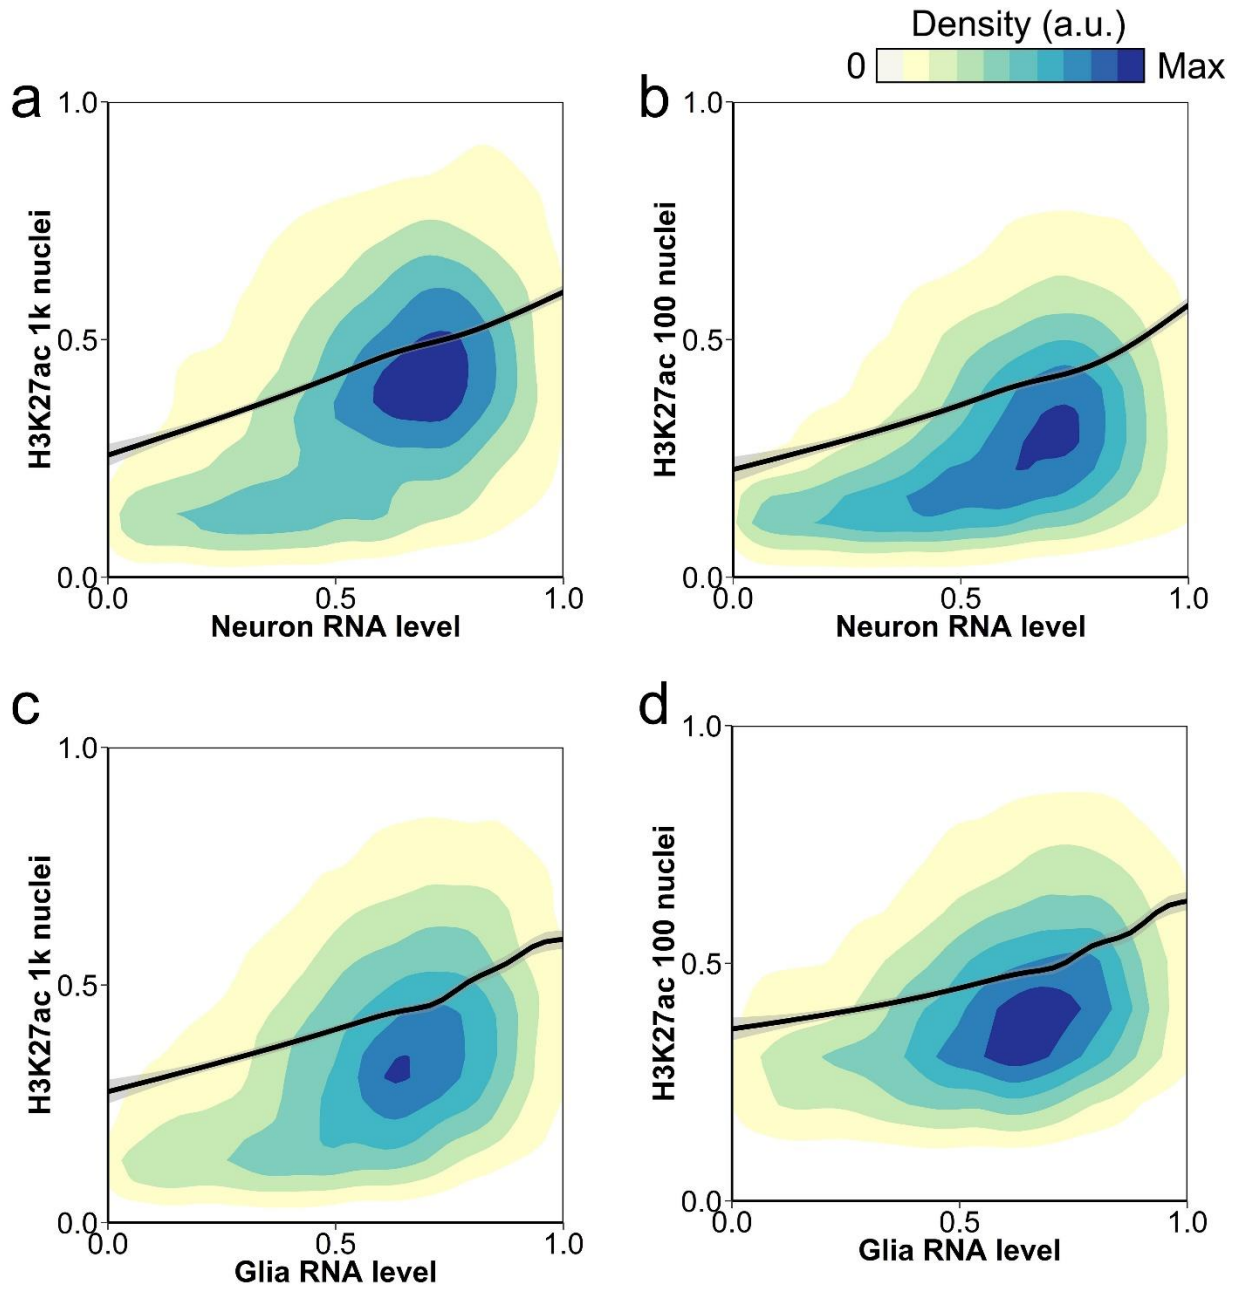 Density (a.u.)
0 Max
a
1.0
0.5
0.0
H3K27ac 1k nuclei
0.0 0.5 1.0
Neuron RNA level
b
1.0
0.5
0.0
H3K27ac 100 nuclei
0.0 0.5 1.0
Neuron RNA level
c
1.0
0.5
0.0
H3K27ac 1k nuclei
0.0 0.5 1.0
Glia RNA level
d
1.0
0.5
0.0
H3K27ac 100 nuclei
0.0 0.5 1.0
Glia RNA level